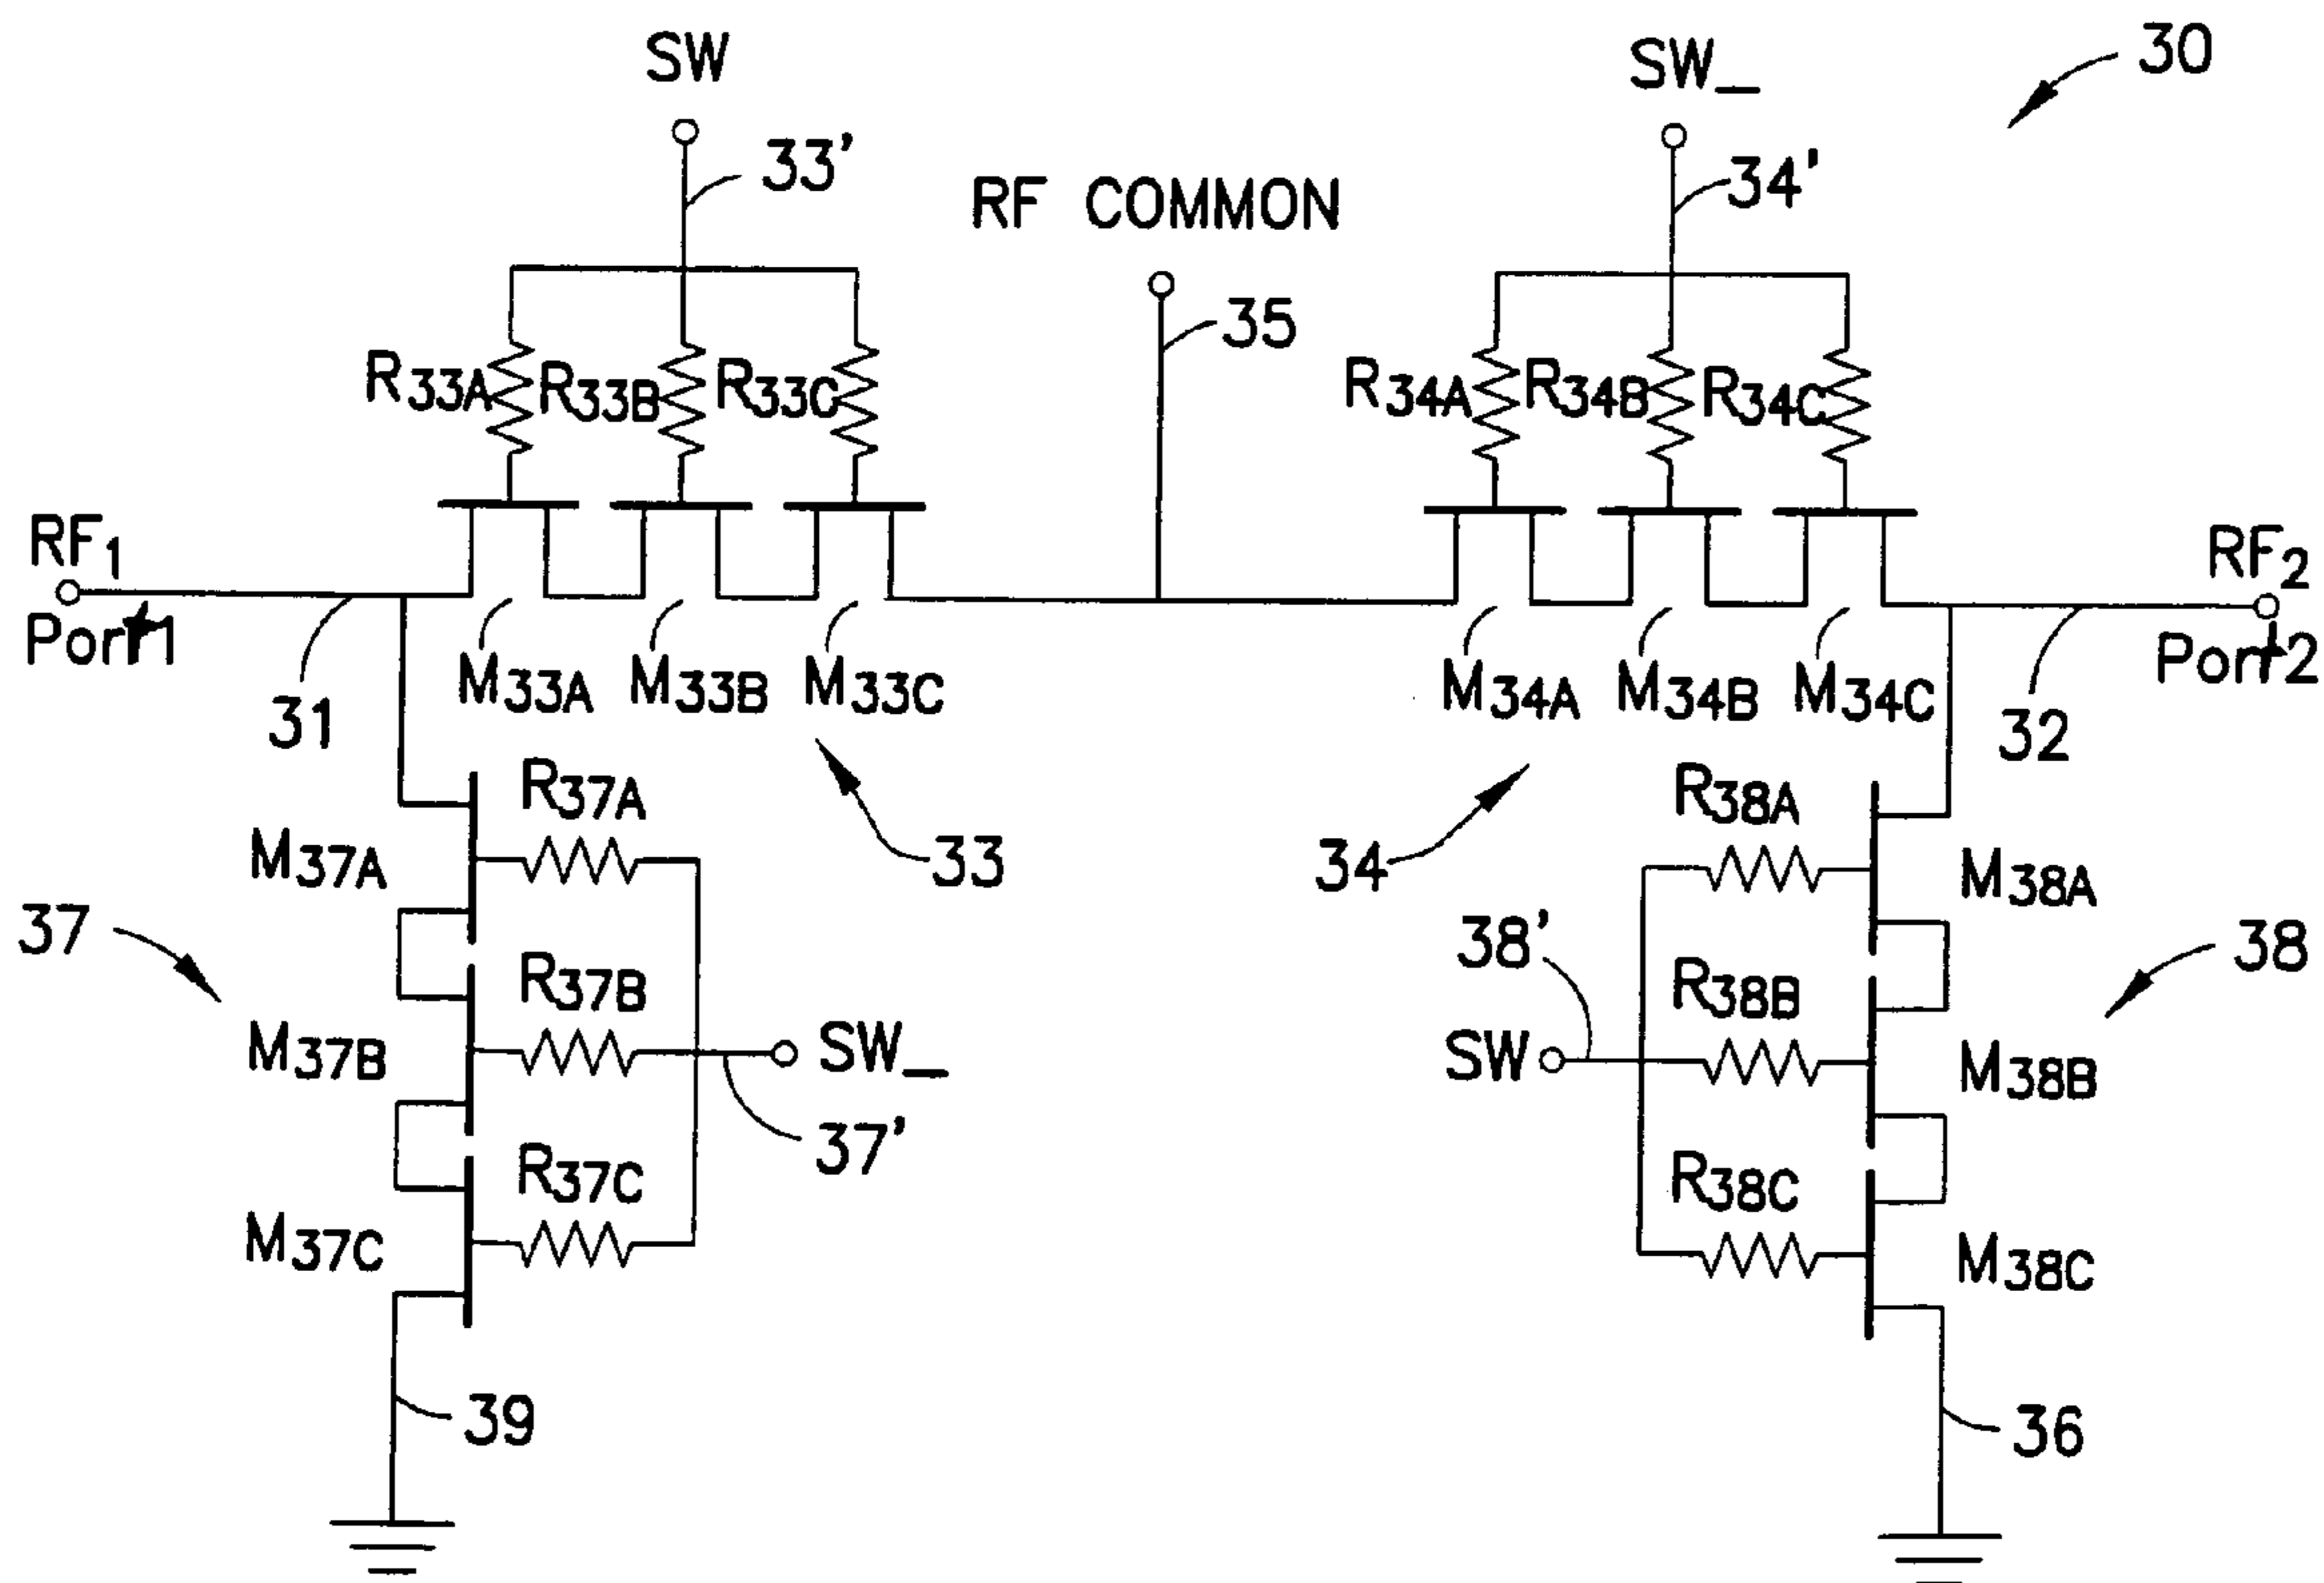 SW
SW_
30
33'
34'
RF COMMON
35
R33A
R33B
R33C
R34A
R34B
R34C
RF1
Port1
RF2
Port2
31
M33A
M33B
M33C
M34A
M34B
M34C
32
R37A
R38A
M37A
33
34
M38A
37
38'
38
R37B
R38B
M37B
SW_
SW
M38B
37'
R37C
R38C
M37C
M38C
39
36